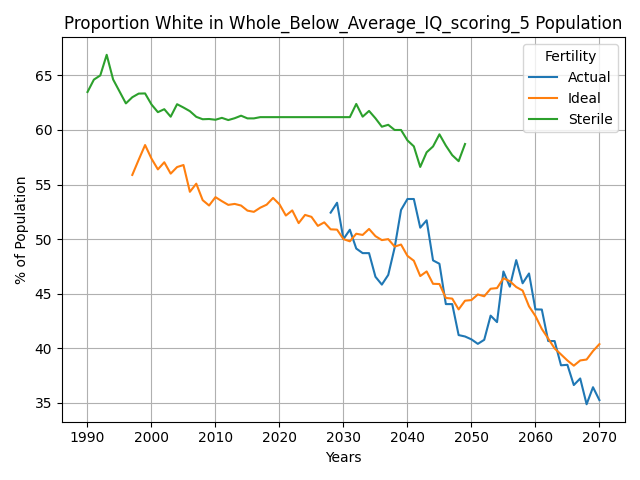 Proportion White in Whole_Below_Average_IQ_scoring_5 Population
% of Population
65
60
55
50
45
40
35
Fertility
Actual
Ideal
Sterile
1990 2000 2010 2020 2030 2040 2050 2060 2070
Years